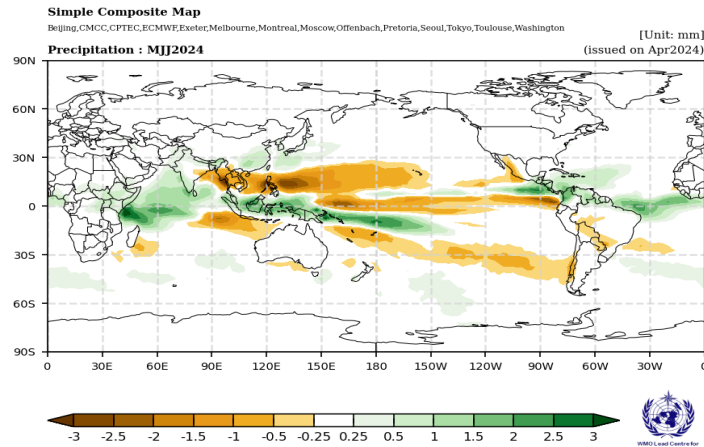 Simple Composite Map
Beijing,CMCC,CPTEC,ECMWF,Exeter,Melbourne,Montreal,Moscow,Offenbach,Pretoria,Seoul,Tokyo,Toulouse,Washington
[Unit: mm]
Precipitation : MJJ2024
(issued on Apr2024)
90N
60N
30N
0
30S
60S
90S
0 30E 60E 90E 120E 150E 180 150W 120W 90W 60W 30W 0
-3 -2.5 -2 -1.5 -1 -0.5 -0.25 0.25 0.5 1 1.5 2 2.5 3
WMO Lead Centre for